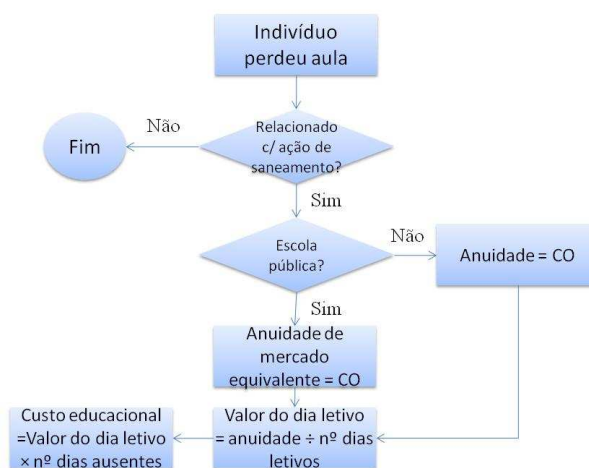 Indivíduo
perdeu aula
Não
Fim
Relacionado
c/ ação de
saneamento?
Sim
Escola
pública?
Não
Anuidade = CO
Sim
Anuidade de
mercado
equivalente = CO
Custo educacional
=Valor do dia letivo
× nº dias ausentes
Valor do dia letivo
= anuidade ÷ nº dias
letivos